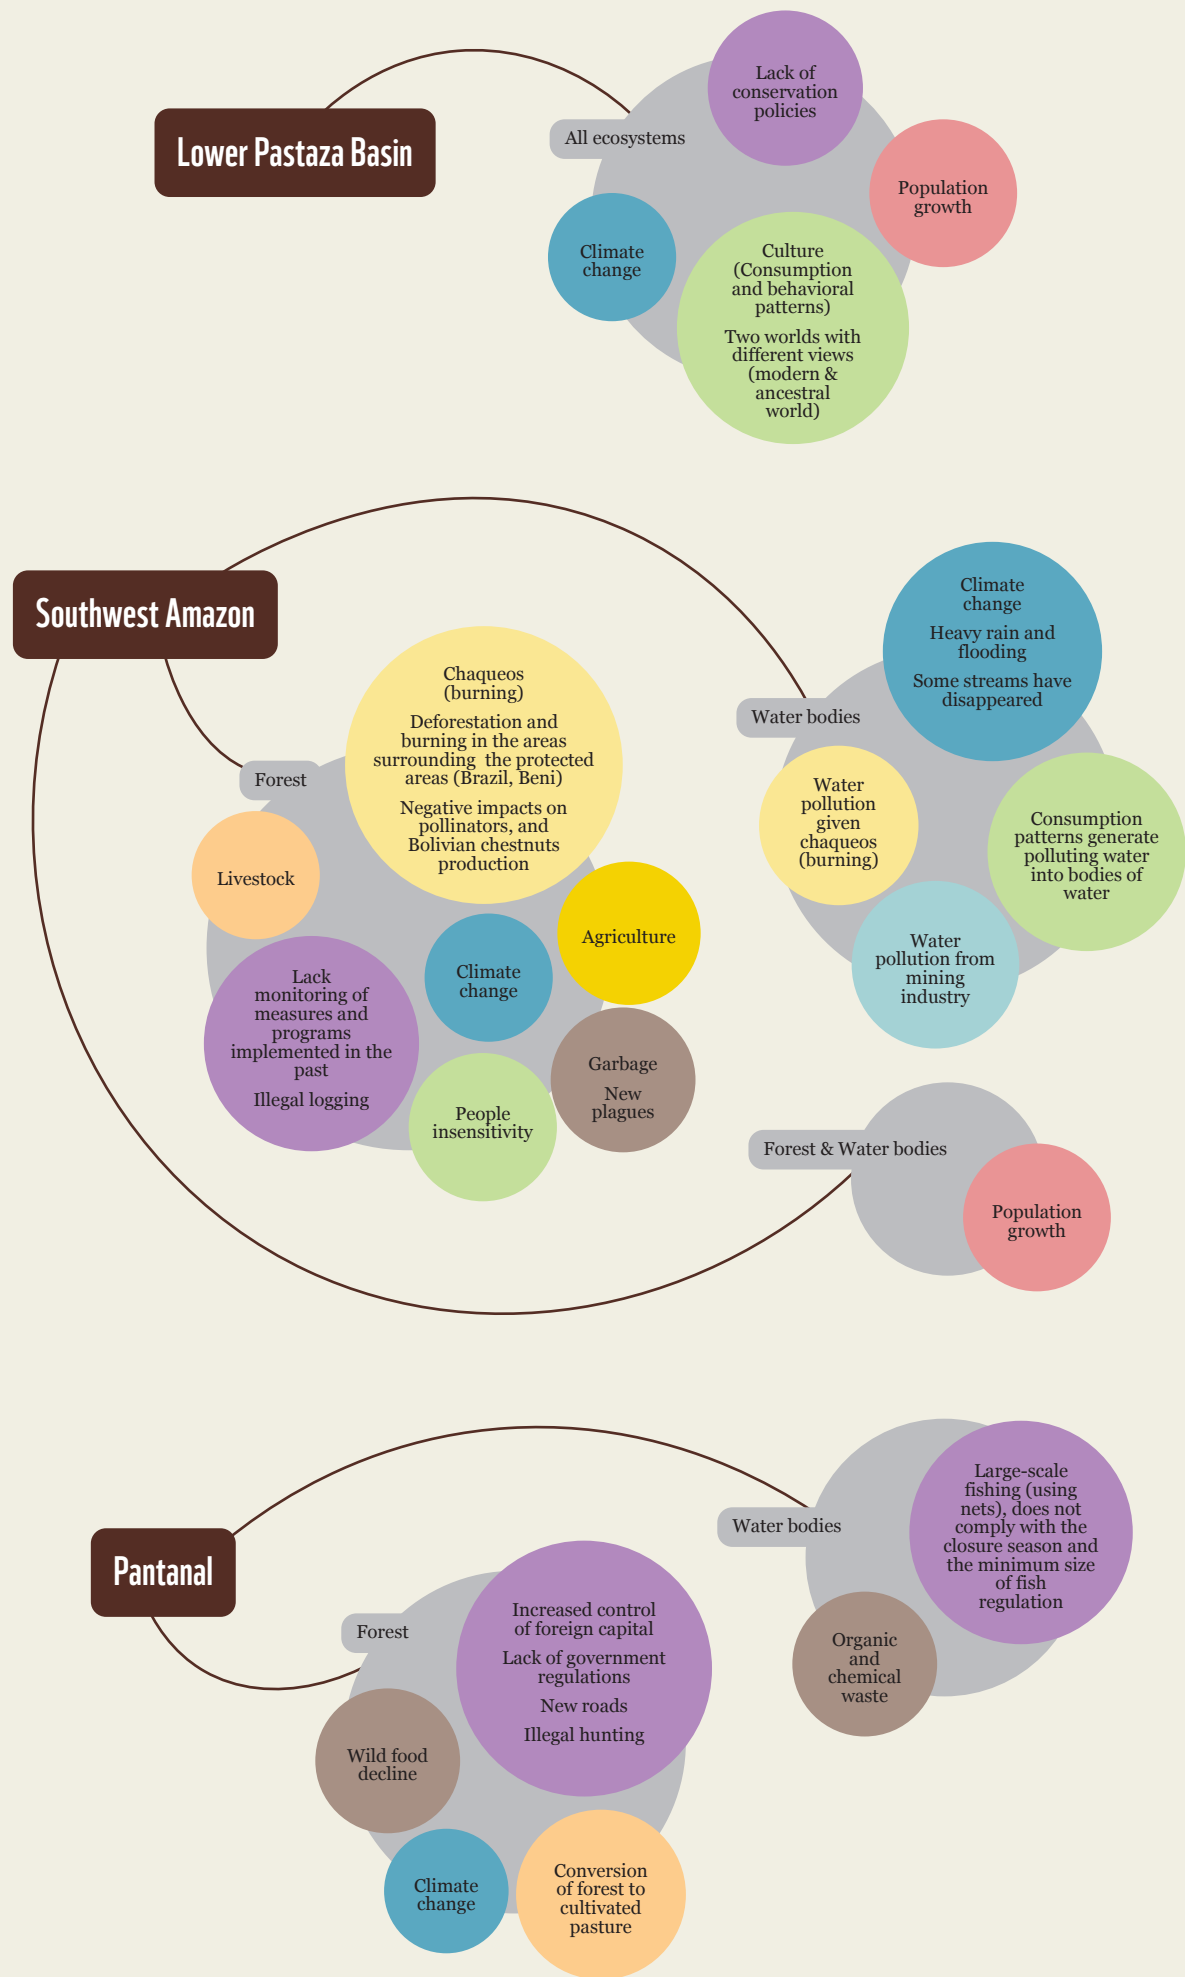 Lower Pastaza Basin
All ecosystems
Lack of
conservation
policies
Population
growth
Climate
change
Culture
(Consumption
and behavioral
patterns)
Two worlds with
different views
(modern &
ancestral
world)
Southwest Amazon
Forest
Chaqueos
(burning)
Deforestation and
burning in the areas
surrounding the protected
areas (Brazil, Beni)
Negative impacts on
pollinators, and
Bolivian chestnuts
production
Livestock
Agriculture
Climate
change
Lack
monitoring of
measures and
programs
implemented in the
past
Illegal logging
People
insensitivity
Garbage
New
plagues
Water bodies
Climate
change
Heavy rain and
flooding
Some streams have
disappeared
Water
pollution
given
chaqueos
(burning)
Consumption
patterns generate
polluting water
into bodies of
water
Water
pollution from
mining
industry
Forest & Water bodies
Population
growth
Pantanal
Water bodies
Large-scale
fishing (using
nets), does not
comply with the
closure season and
the minimum size
of fish
regulation
Organic
and
chemical
waste
Forest
Increased control
of foreign capital
Lack of government
regulations
New roads
Illegal hunting
Wild food
decline
Climate
change
Conversion
of forest to
cultivated
pasture